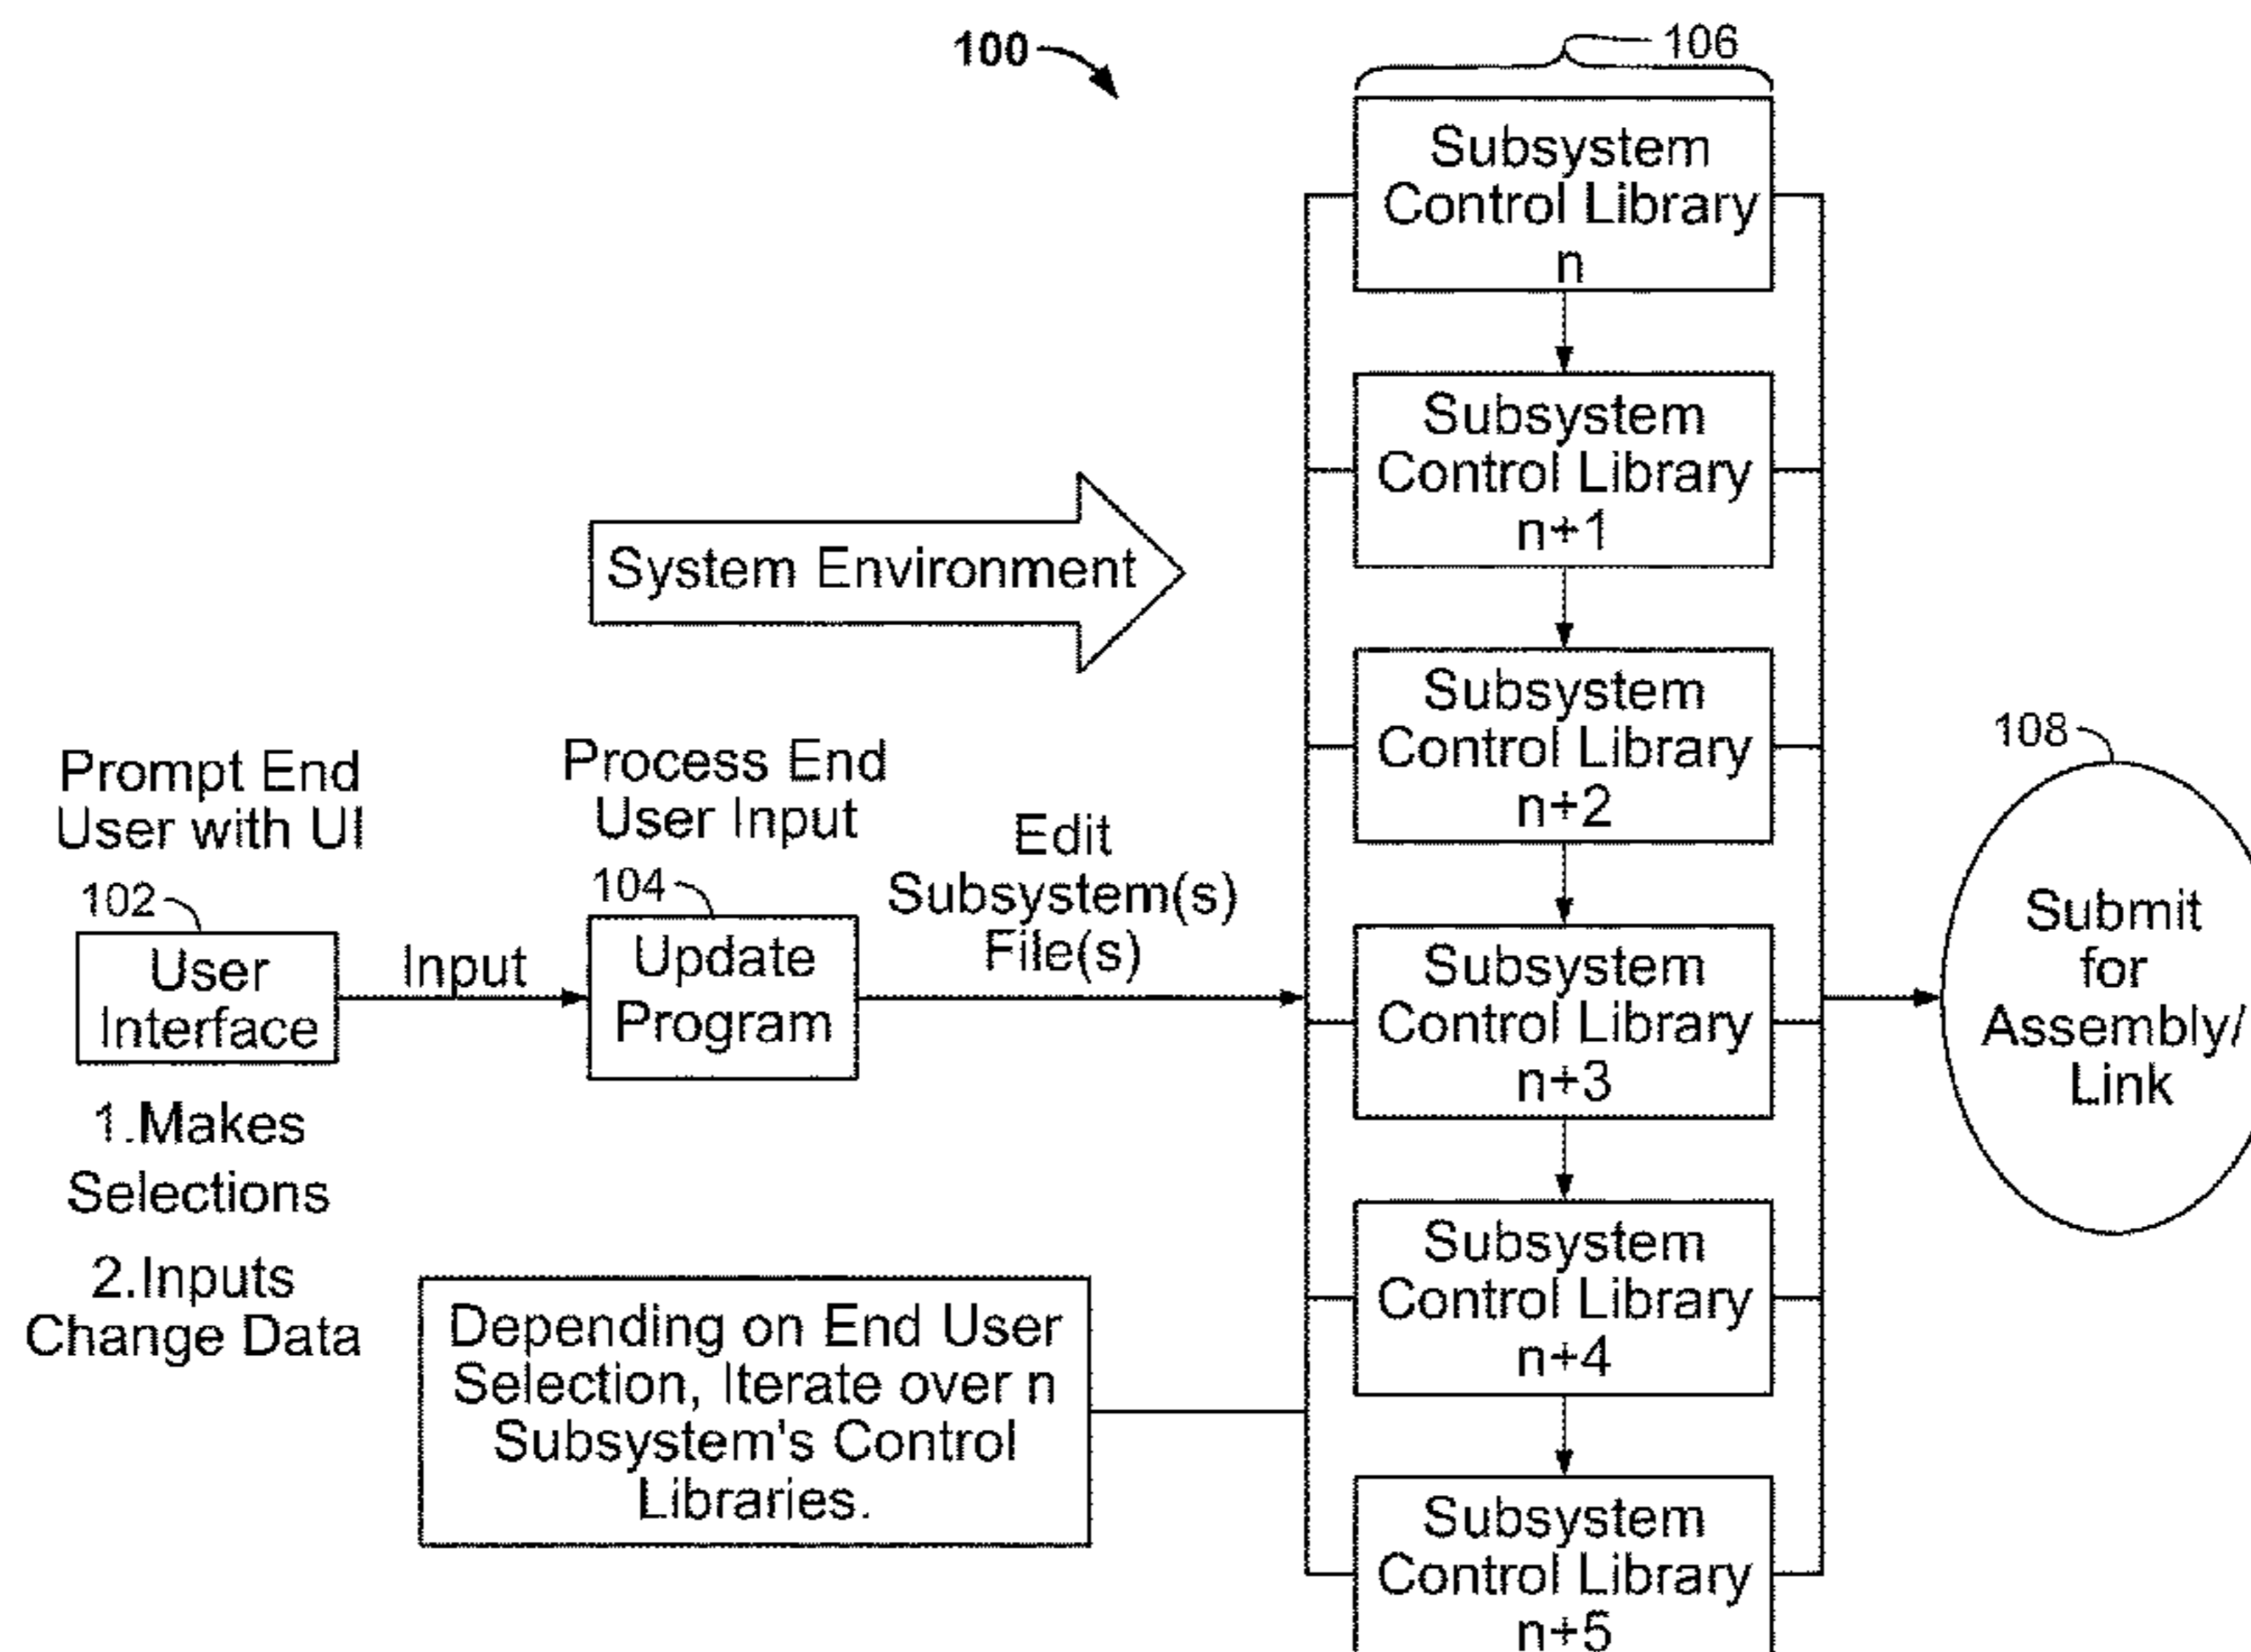 100
106
Subsystem
Control Library
n
Subsystem
Control Library
n+1
System Environment
Subsystem
Control Library
n+2
108
Prompt End
User with UI
Process End
User Input
Edit
Subsystem(s)
File(s)
102
104
User
Interface
Input
Update
Program
Subsystem
Control Library
n+3
Submit
for
Assembly/
Link
1.Makes
Selections
2.Inputs
Change Data
Depending on End User
Selection, Iterate over n
Subsystem's Control
Libraries.
Subsystem
Control Library
n+4
Subsystem
Control Library
n+5